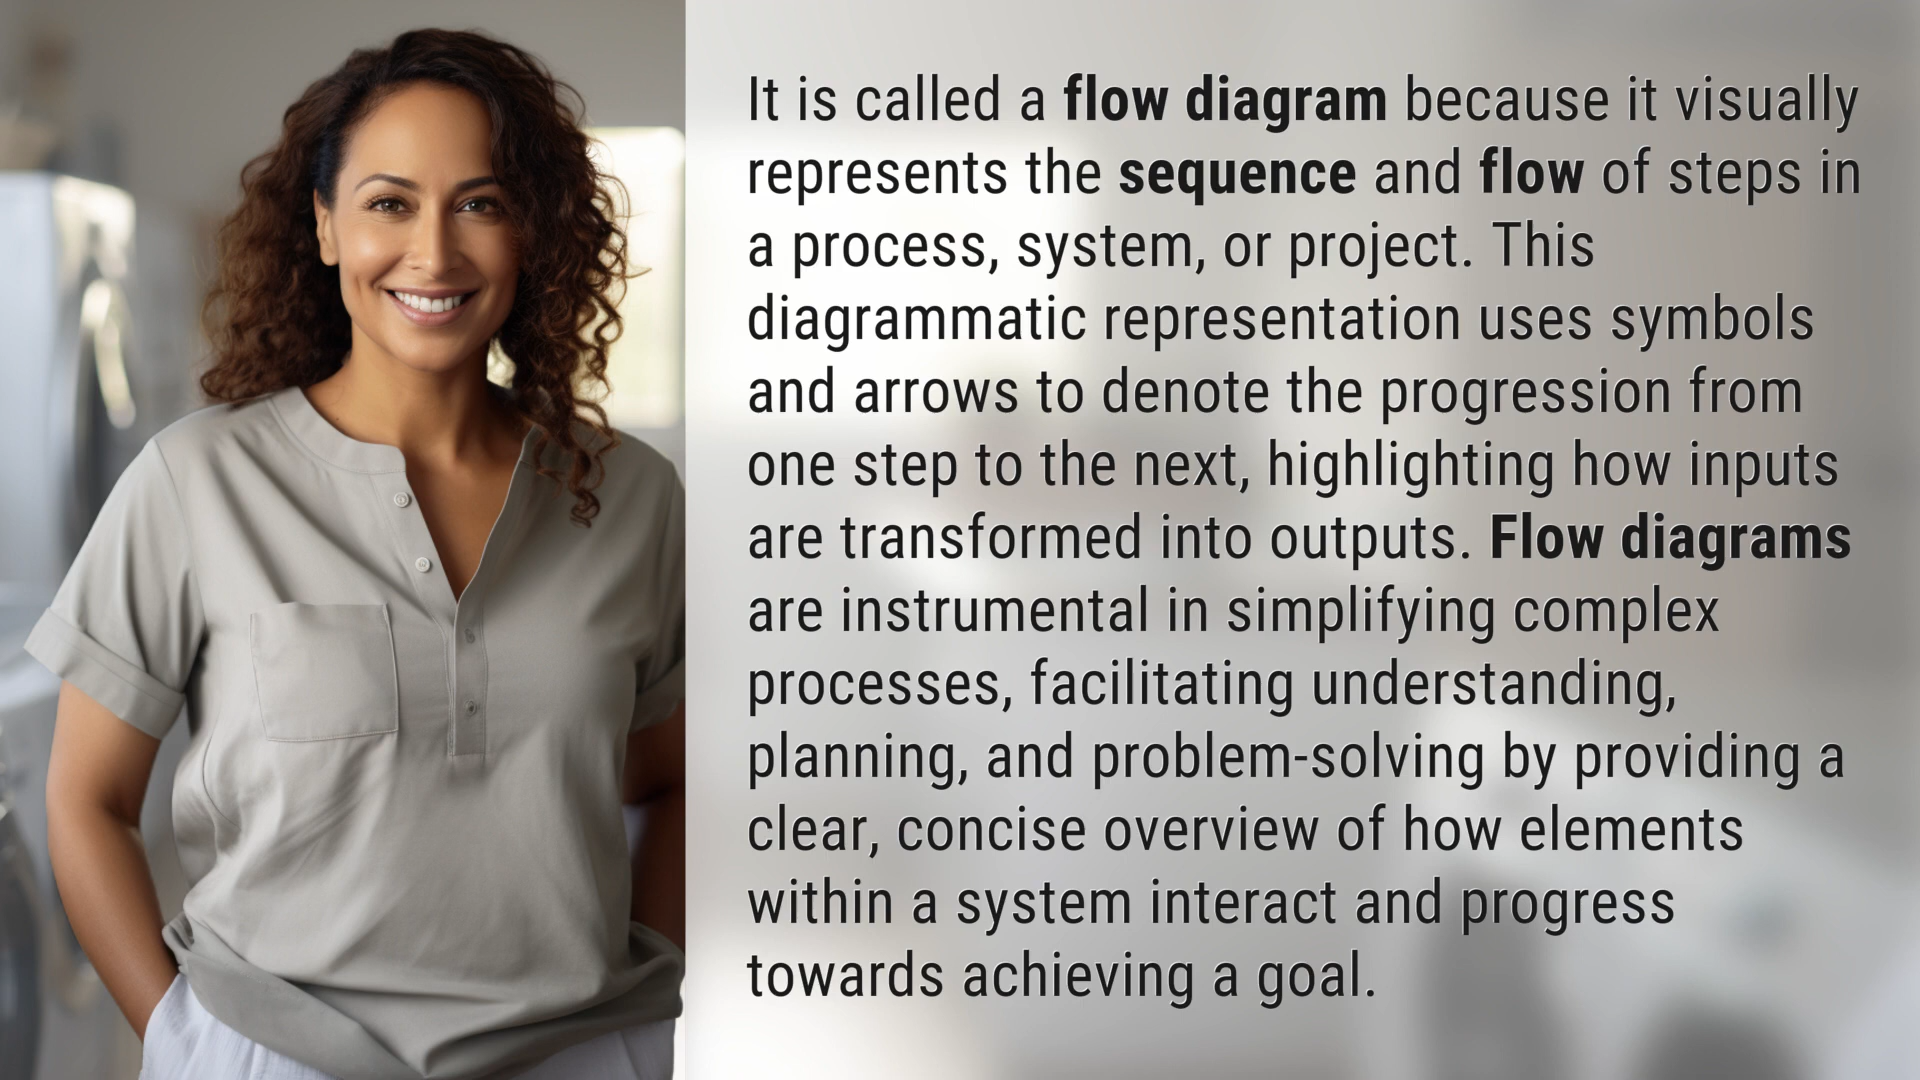 It is called a flow diagram because it visually
represents the sequence and flow of steps in
a process, system, or project. This
diagrammatic representation uses symbols
and arrows to denote the progression from
one step to the next, highlighting how inputs
are transformed into outputs. Flow diagrams
are instrumental in simplifying complex
processes, facilitating understanding,
planning, and problem-solving by providing a
clear, concise overview of how elements
within a system interact and progress
towards achieving a goal.